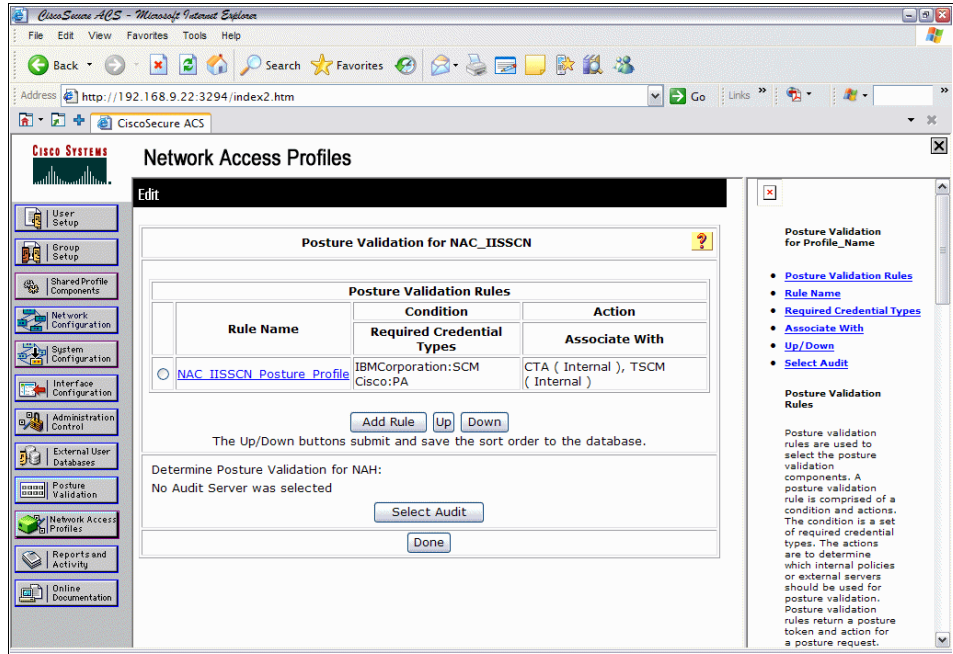 CiscoSecure ACS - Microsoft Internet Explorer
File Edit View Favorites Tools Help
Back Search Favorites
Address http://192.168.9.22:3294/index2.htm Go Links
CiscoSecure ACS
CISCO SYSTEMS
Network Access Profiles
Edit
User
Setup
Group
Setup
Shared Profile
Components
Network
Configuration
System
Configuration
Interface
Configuration
Administration
Control
External User
Databases
Posture
Validation
Network Access
Profiles
Reports and
Activity
Online
Documentation
Posture Validation for NAC_IISSCN
Posture Validation Rules
Rule Name
Condition
Action
Required Credential
Types
Associate With
NAC_IISSCN_Posture_Profile
IBMCorporation:SCM
Cisco:PA
CTA ( Internal ), TSCM
( Internal )
Add Rule Up Down
The Up/Down buttons submit and save the sort order to the database.
Determine Posture Validation for NAH:
No Audit Server was selected
Select Audit
Done
Posture Validation
for Profile_Name
Posture Validation Rules
Rule Name
Required Credential Types
Associate With
Up/Down
Select Audit
Posture Validation
Rules
Posture validation
rules are used to
select the posture
validation
components. A
posture validation
rule is comprised of a
condition and actions.
The condition is a set
of required credential
types. The actions
are to determine
which internal policies
or external servers
should be used for
posture validation.
Posture validation
rules return a posture
token and action for
a posture request.